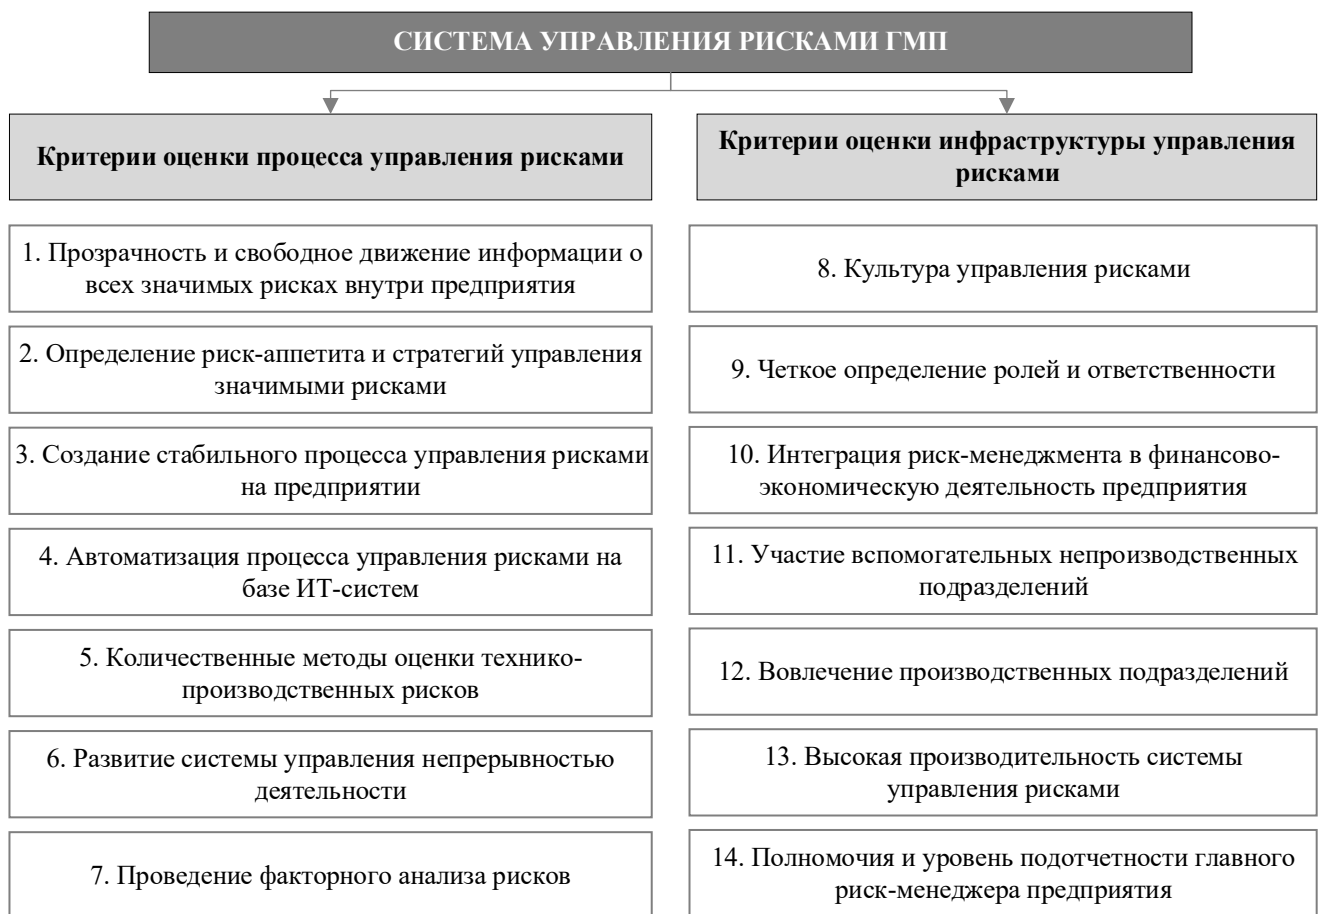 СИСТЕМА УПРАВЛЕНИЯ РИСКАМИ ГМП
Критерии оценки процесса управления рисками
1. Прозрачность и свободное движение информации о
всех значимых рисках внутри предприятия
2. Определение риск-аппетита и стратегий управления
значимыми рисками
3. Создание стабильного процесса управления рисками
на предприятии
4. Автоматизация процесса управления рисками на
базе ИТ-систем
5. Количественные методы оценки технико-
производственных рисков
6. Развитие системы управления непрерывностью
деятельности
7. Проведение факторного анализа рисков
Критерии оценки инфраструктуры управления
рисками
8. Культура управления рисками
9. Четкое определение ролей и ответственности
10. Интеграция риск-менеджмента в финансово-
экономическую деятельность предприятия
11. Участие вспомогательных непроизводственных
подразделений
12. Вовлечение производственных подразделений
13. Высокая производительность системы
управления рисками
14. Полномочия и уровень подотчетности главного
риск-менеджера предприятия